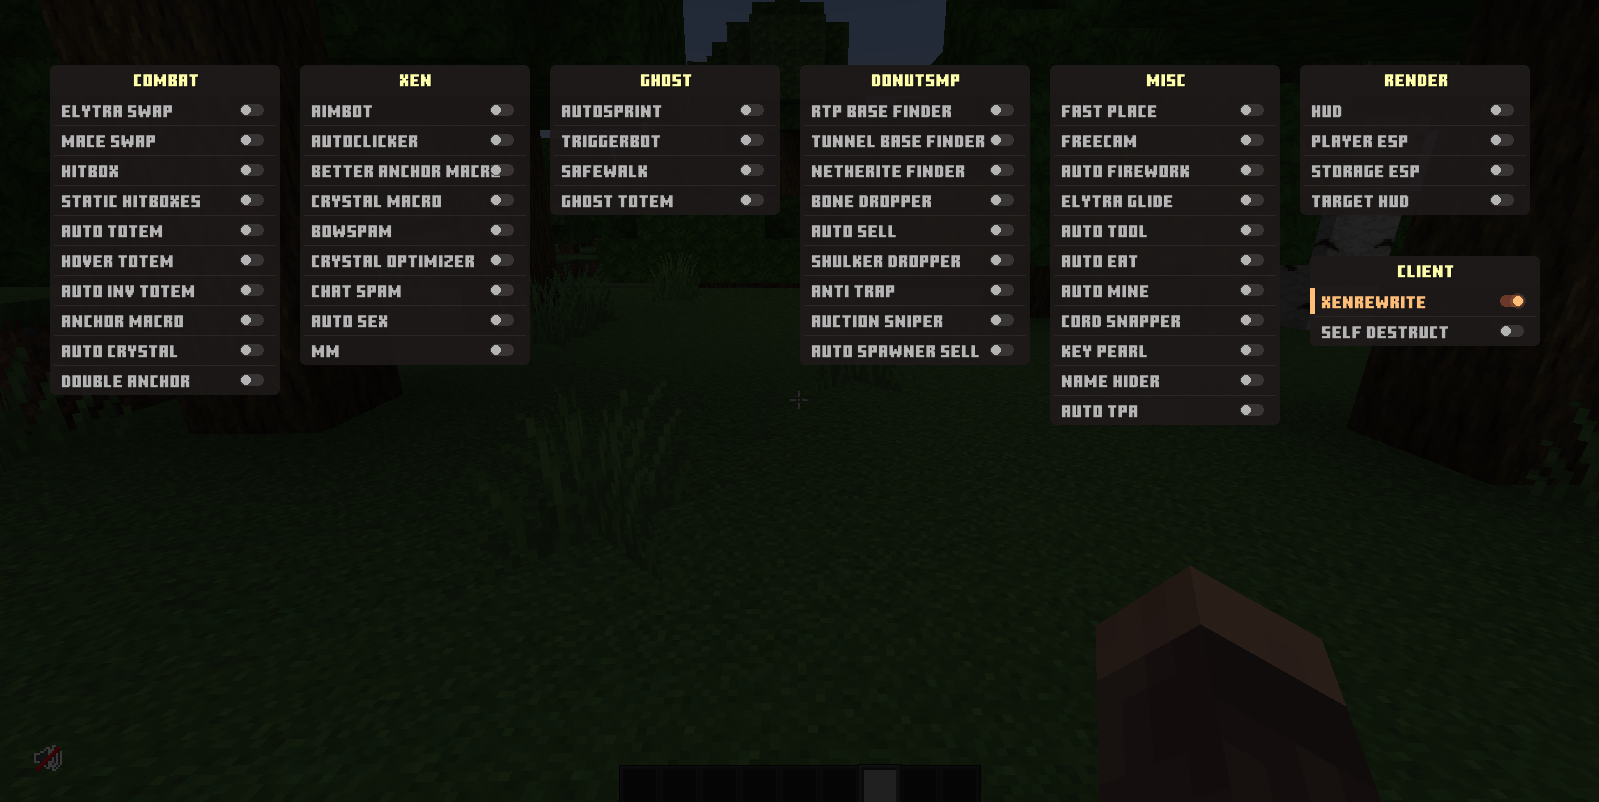 COMBAT
ELYTRA SWAP
MACE SWAP
HITBOX
STATIC HITBOXES
AUTO TOTEM
HOVER TOTEM
AUTO INV TOTEM
ANCHOR MACRO
AUTO CRYSTAL
DOUBLE ANCHOR
XEN
AIMBOT
AUTOCLICKER
BETTER ANCHOR MACRO
CRYSTAL MACRO
BOWSPAM
CRYSTAL OPTIMIZER
CHAT SPAM
AUTO SEX
MM
GHOST
AUTOSPRINT
TRIGGERBOT
SAFEWALK
GHOST TOTEM
DONUTSMP
RTP BASE FINDER
TUNNEL BASE FINDER
NETHERITE FINDER
BONE DROPPER
AUTO SELL
SHULKER DROPPER
ANTI TRAP
AUCTION SNIPER
AUTO SPAWNER SELL
MISC
FAST PLACE
FREECAM
AUTO FIREWORK
ELYTRA GLIDE
AUTO TOOL
AUTO EAT
AUTO MINE
CORD SNAPPER
KEY PEARL
NAME HIDER
AUTO TPA
RENDER
HUD
PLAYER ESP
STORAGE ESP
TARGET HUD
CLIENT
XENREWRITE
SELF DESTRUCT